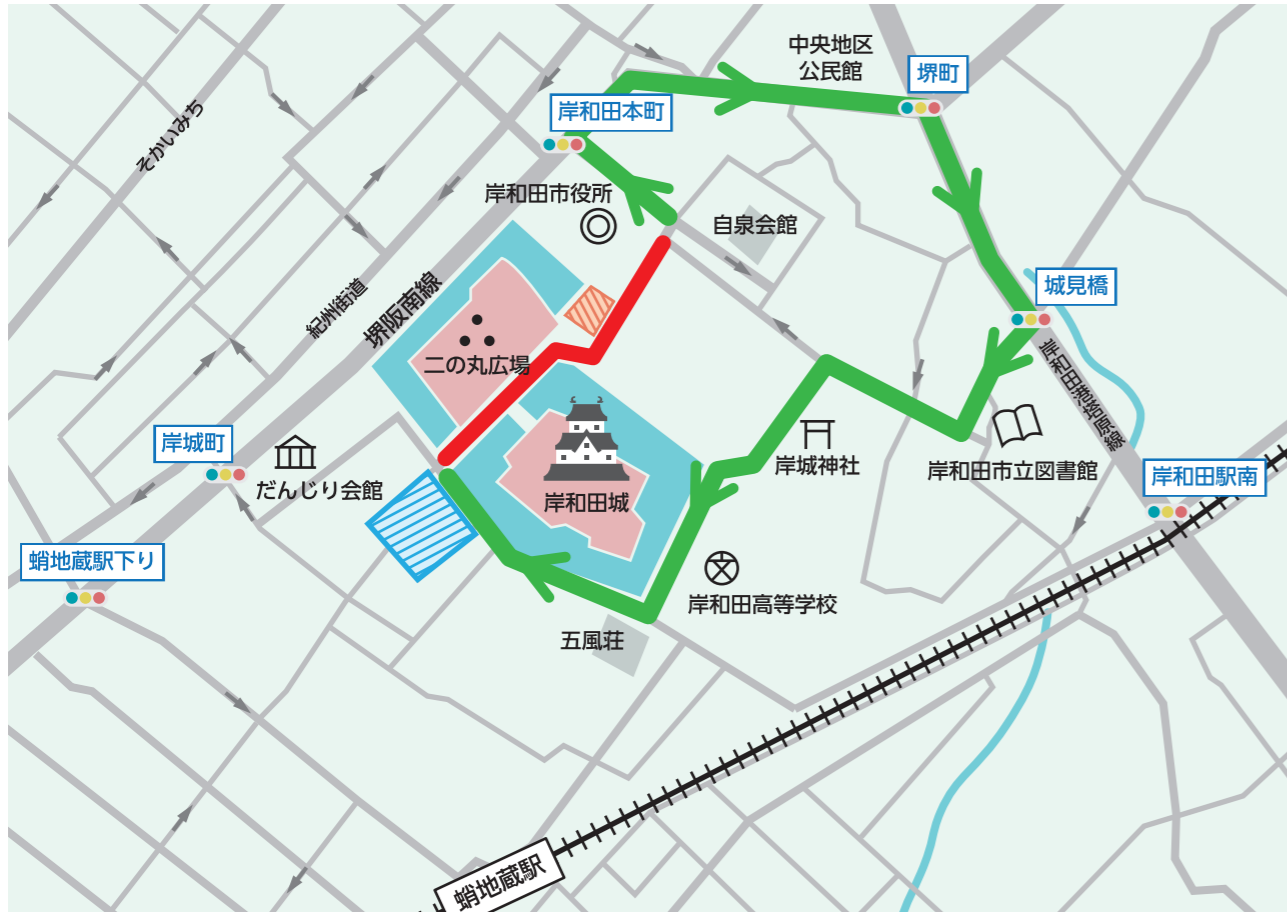 中央地区
公民館
堺町
岸和田本町
そかいみち
岸和田市役所
自泉会館
城見橋
紀州街道
堺阪南線
二の丸広場
岸和田港塔原線
岸城町
だんじり会館
岸和田城
岸城神社
岸和田市立図書館
岸和田駅南
蛸地蔵駅下り
岸和田高等学校
五風荘
蛸地蔵駅